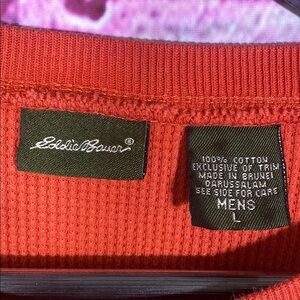 Eddie Bauer®
100% COTTON
EXCLUSIVE OF TRIM
MADE IN BRUNEI
DARUSSALAM
SEE SIDE FOR CARE
MENS
L